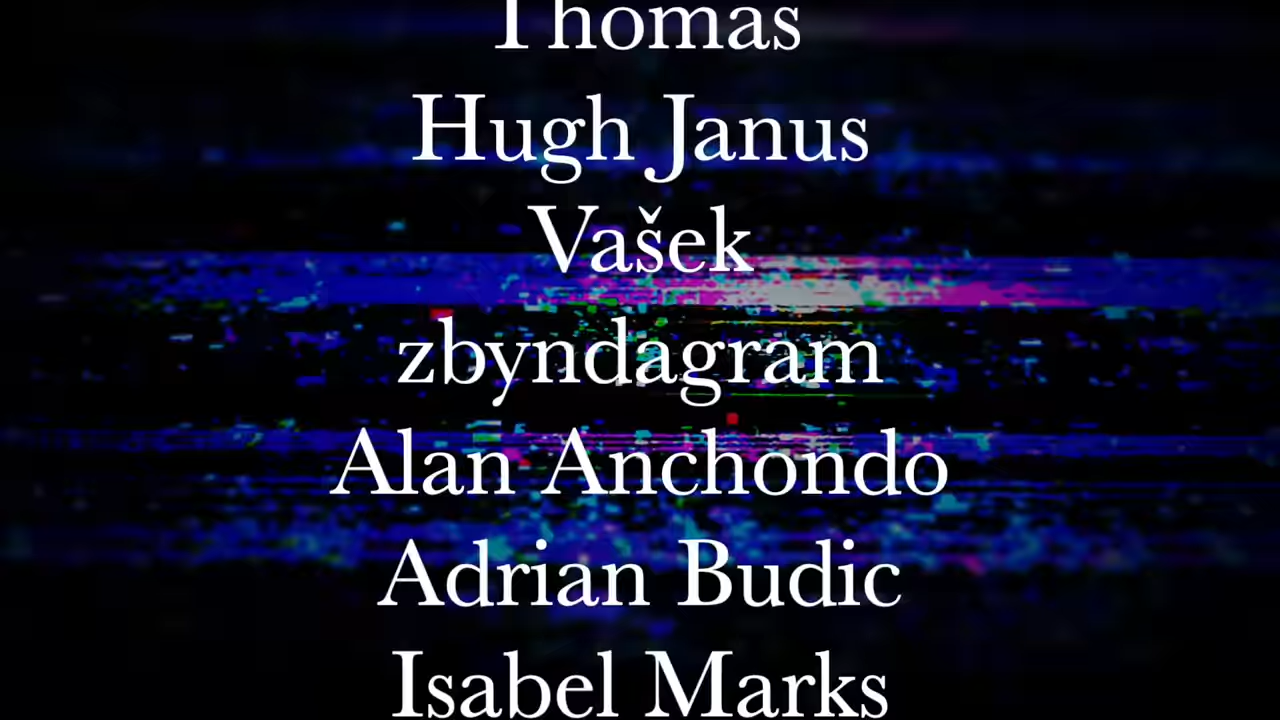 Thomas
Hugh Janus
Vašek
zbyndagram
Alan Anchondo
Adrian Budic
Isabel Marks